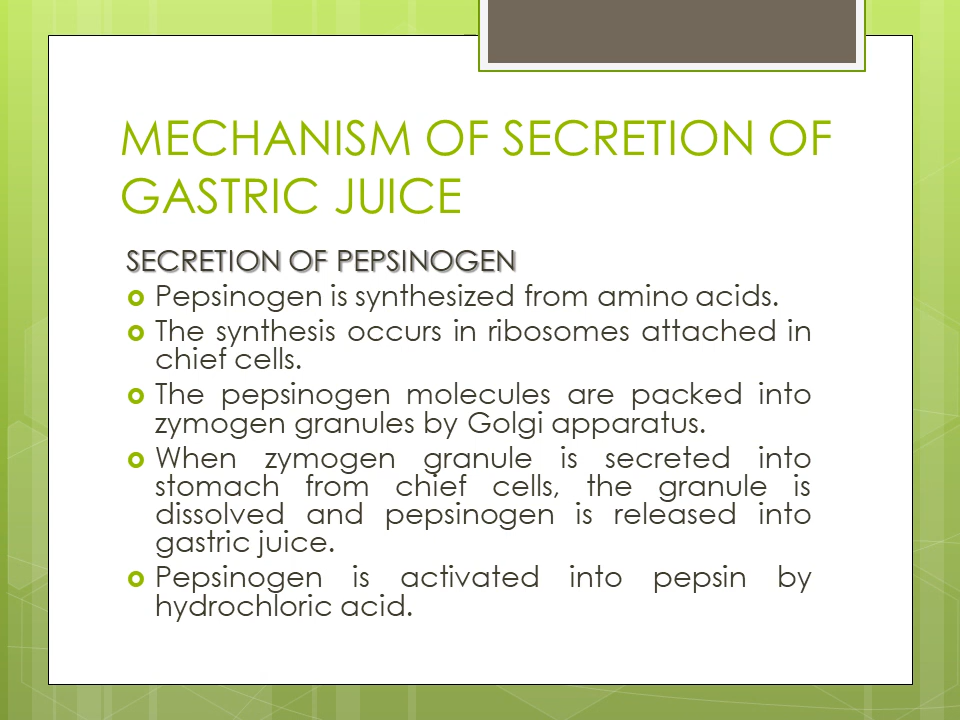 MECHANISM OF SECRETION OF
GASTRIC JUICE
SECRETION OF PEPSINOGEN
Pepsinogen is synthesized from amino acids.
The synthesis occurs in ribosomes attached in
chief cells.
The pepsinogen molecules are packed into
zymogen granules by Golgi apparatus.
When zymogen granule is secreted into
stomach from chief cells, the granule is
dissolved and pepsinogen is released into
gastric juice.
Pepsinogen is activated into pepsin by
hydrochloric acid.